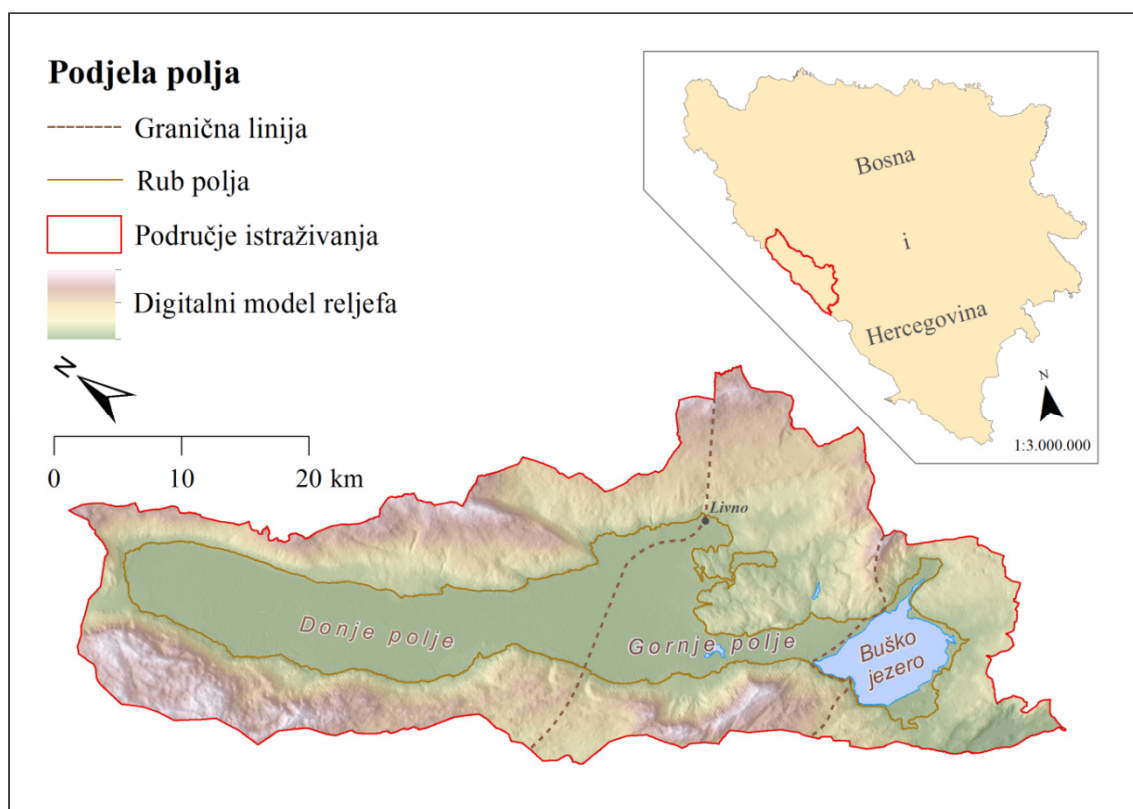 Podjela polja
Granična linija
Rub polja
Područje istraživanja
Digitalni model reljefa
N
0 10 20 km
Bosna
i
Hercegovina
N
1:3.000.000
Livno
Donje polje
Gornje polje
Buško
jezero